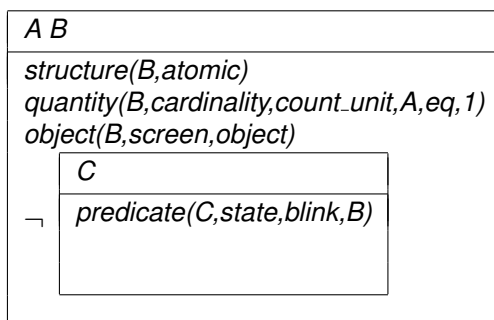 A B
structure(B,atomic)
quantity(B,cardinality,count_unit,A,eq,1)
object(B,screen,object)
C
¬ predicate(C,state,blink,B)